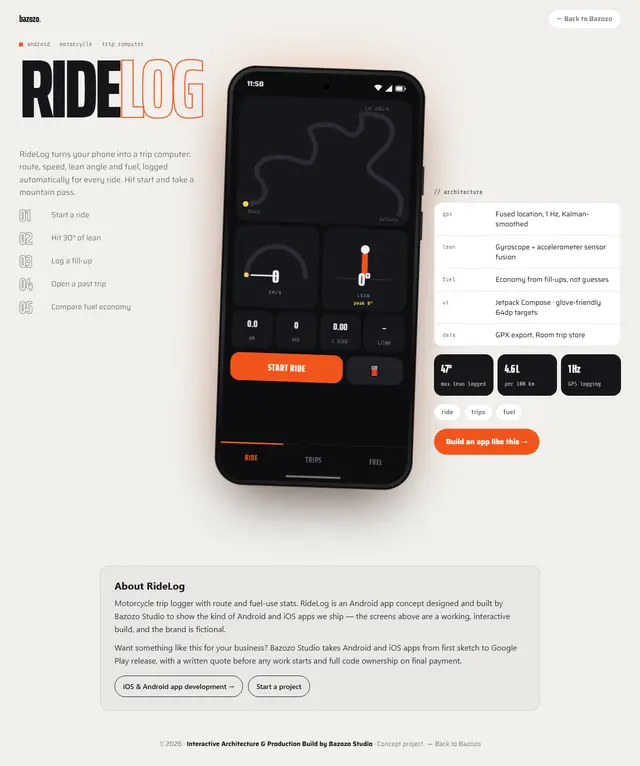 bazozo.
← Back to Bazozo
android · motorcycle · trip computer
RIDELOG
RideLog turns your phone into a trip computer:
route, speed, lean angle and fuel, logged
automatically for every ride. Hit start and take a
mountain pass.
01 Start a ride
02 Hit 30° of lean
03 Log a fill-up
04 Open a past trip
05 Compare fuel economy
11:58
0
KM/H
0°
LEAN
peak 0°
0.0
KM
0
AVG
0.00
L USED
–
L/100
START RIDE
RIDE
TRIPS
FUEL
// architecture
gps Fused location, 1 Hz, Kalman-
smoothed
lean Gyroscope + accelerometer sensor
fusion
fuel Economy from fill-ups, not guesses
ui Jetpack Compose · glove-friendly
64dp targets
data GPX export, Room trip store
47°
max lean logged
4.6L
per 100 km
1Hz
GPS logging
ride
trips
fuel
Build an app like this →
About RideLog
Motorcycle trip logger with route and fuel-use stats. RideLog is an Android app concept designed and built by
Bazozo Studio to show the kind of Android and iOS apps we ship — the screens above are a working, interactive
build, and the brand is fictional.
Want something like this for your business? Bazozo Studio takes Android and iOS apps from first sketch to Google
Play release, with a written quote before any work starts and full code ownership on final payment.
iOS & Android app development →
Start a project
© 2026 · Interactive Architecture & Production Build by Bazozo Studio · Concept project — Back to Bazozo